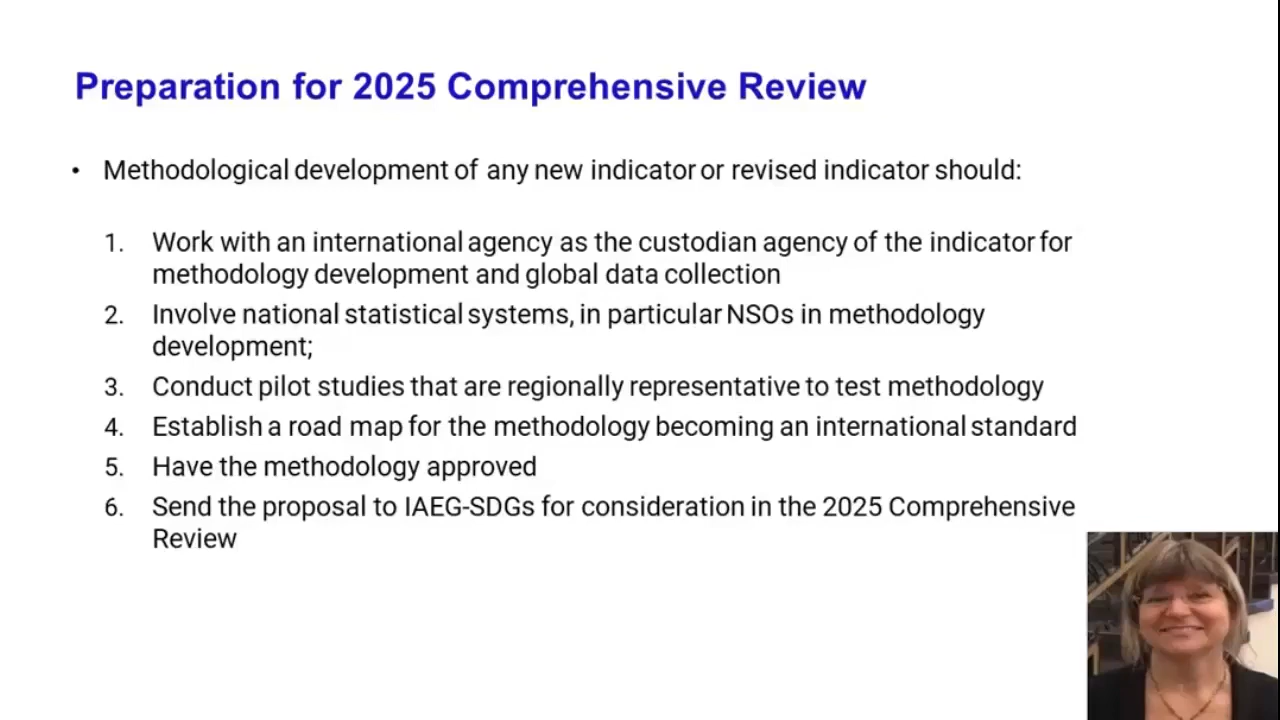 Preparation for 2025 Comprehensive Review
• Methodological development of any new indicator or revised indicator should:
1. Work with an international agency as the custodian agency of the indicator for
methodology development and global data collection
2. Involve national statistical systems, in particular NSOs in methodology
development;
3. Conduct pilot studies that are regionally representative to test methodology
4. Establish a road map for the methodology becoming an international standard
5. Have the methodology approved
6. Send the proposal to IAEG-SDGs for consideration in the 2025 Comprehensive
Review